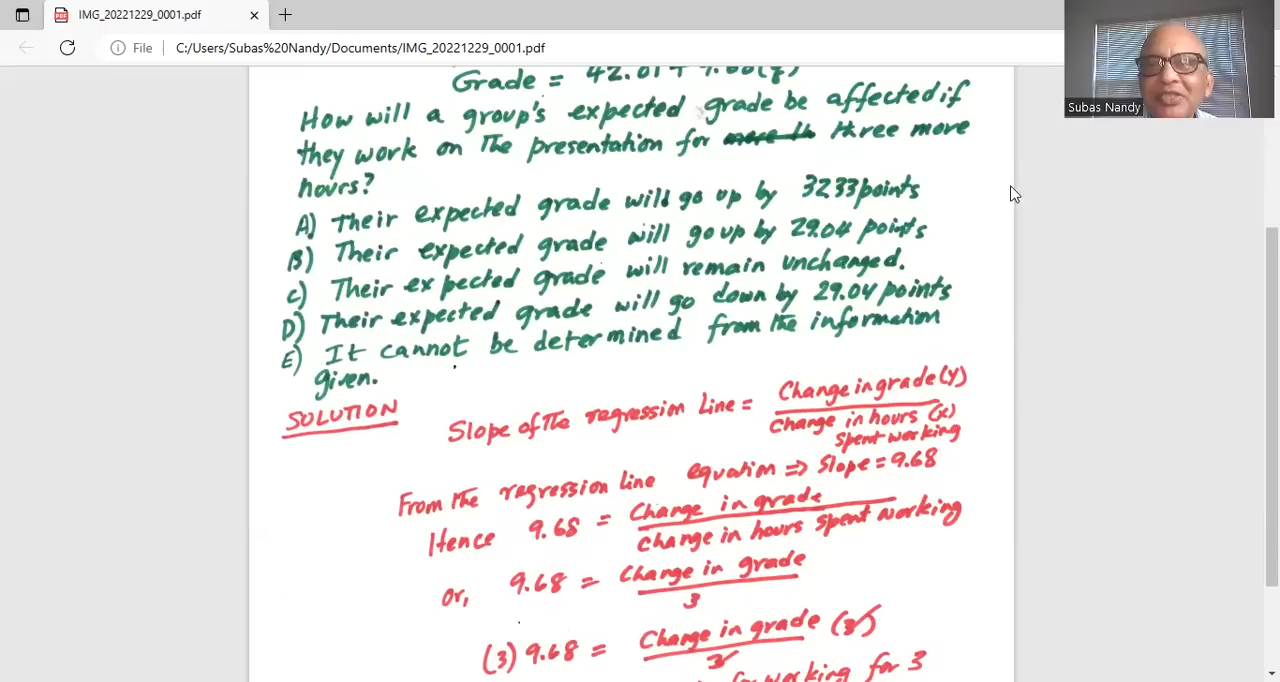 IMG_20221229_0001.pdf
File C:/Users/Subas%20Nandy/Documents/IMG_20221229_0001.pdf
Subas Nandy
Grade =
How will a group's expected grade be affected if
they work on The presentation for three more
hours?
A) Their expected grade will go up by 32.33 points
B) Their expected grade will go up by 29.04 points
C) Their expected grade will remain unchanged.
D) Their expected grade will go down by 29.04 points
E) It cannot be determined from the information
given.
SOLUTION
Slope of The regression Line = Change in grade (Y)
Change in hours (x)
spent working
From The regression line equation => Slope = 9.68
Hence 9.68 = Change in grade
Change in hours spent working
or, 9.68 = Change in grade
3
(3) 9.68 = Change in grade (3)
3
for working for 3